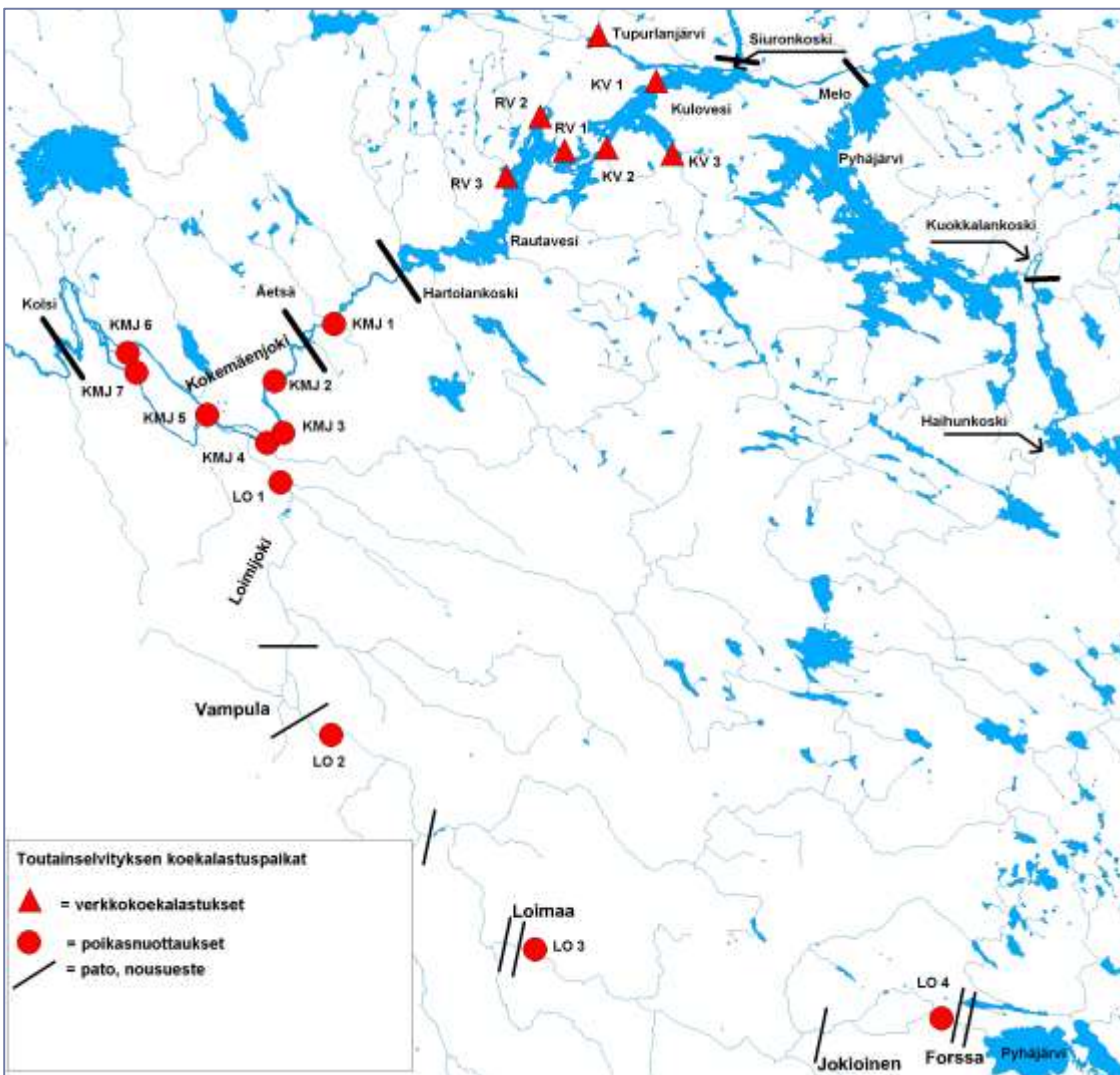 Tupurlanjärvi
Siuronkoski
KV 1
Melo
RV 2
Kulovesi
RV 1
KV 2
KV 3
Pyhäjärvi
RV 3
Kuokkalankoski
Rautavesi
Hartolankoski
Äetsä
Kolsi
KMJ 1
KMJ 6
Kokemäenjoki
KMJ 2
KMJ 7
KMJ 5
KMJ 3
Haihunkoski
KMJ 4
LO 1
Loimijoki
Vampula
LO 2
Toutainselvityksen koekalastuspaikat
= verkkokoekalastukset
= poikasnuottaukset
= pato, nousueste
Loimaa
LO 3
LO 4
Jokioinen
Forssa
Pyhäjärvi